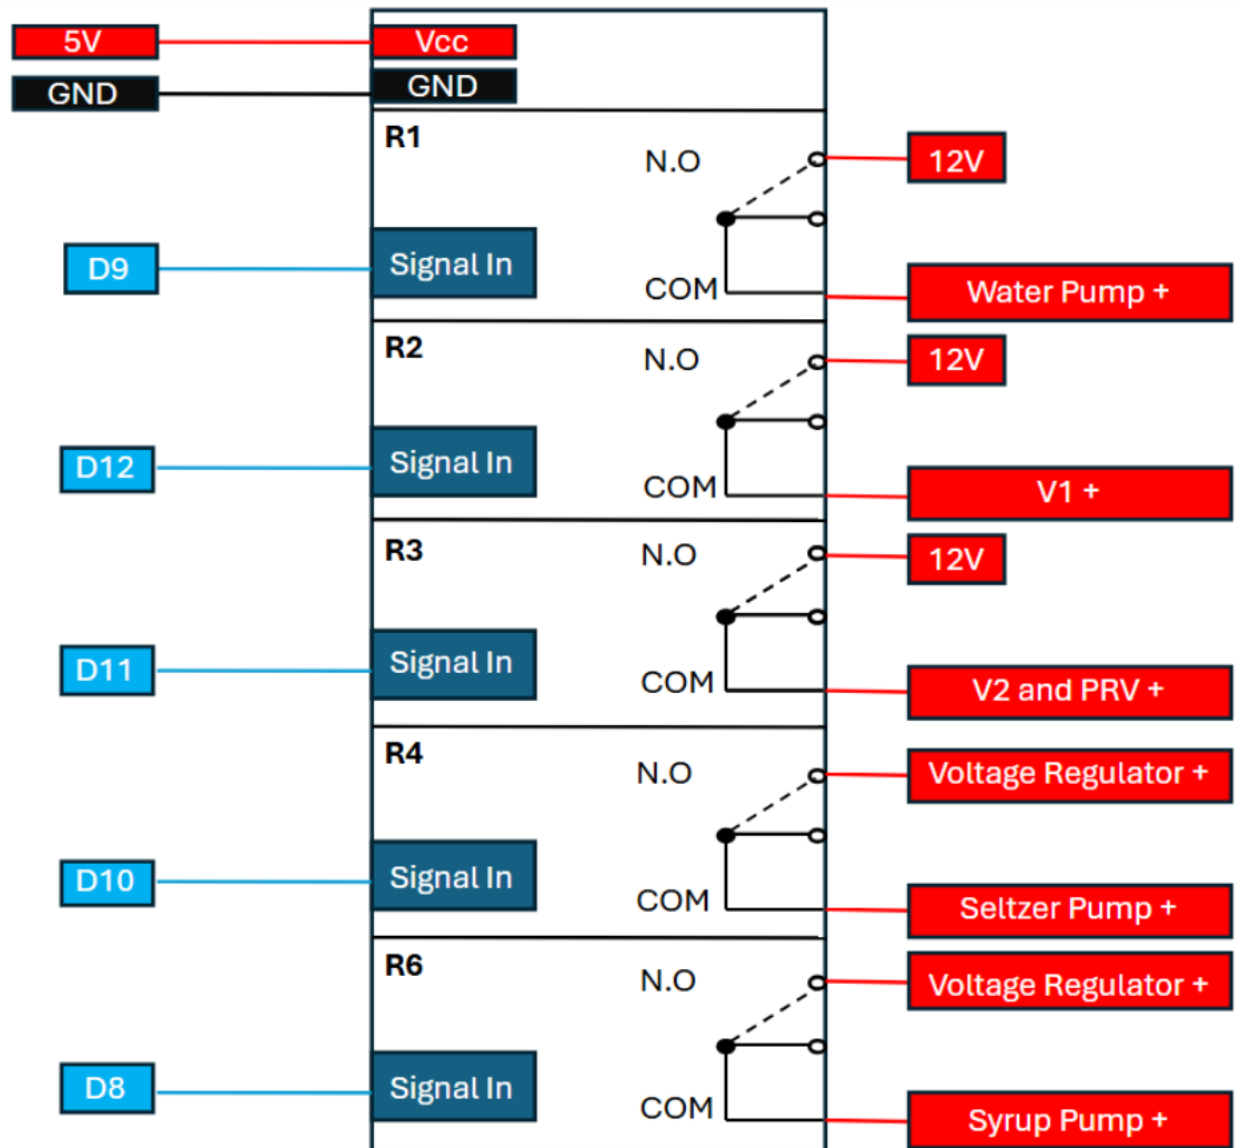 5V
Vcc
GND
GND
R1
N.O
12V
D9
Signal In
COM
Water Pump +
R2
N.O
12V
D12
Signal In
COM
V1 +
R3
N.O
12V
D11
Signal In
COM
V2 and PRV +
R4
N.O
Voltage Regulator +
D10
Signal In
COM
Seltzer Pump +
R6
N.O
Voltage Regulator +
D8
Signal In
COM
Syrup Pump +